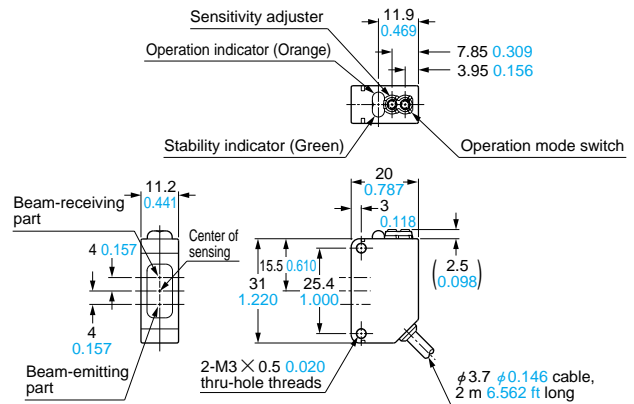 Sensitivity adjuster
11.9
0.469
Operation indicator (Orange)
7.85 0.309
3.95 0.156
Stability indicator (Green)
Operation mode switch
11.2
0.441
20
0.787
3
0.118
Beam-receiving
part
Center of
sensing
4 0.157
15.5 0.610
31
1.220
25.4
1.000
(2.5
0.098)
4
0.157
Beam-emitting
part
2-M3 × 0.5 0.020
thru-hole threads
φ3.7 φ0.146 cable,
2 m 6.562 ft long